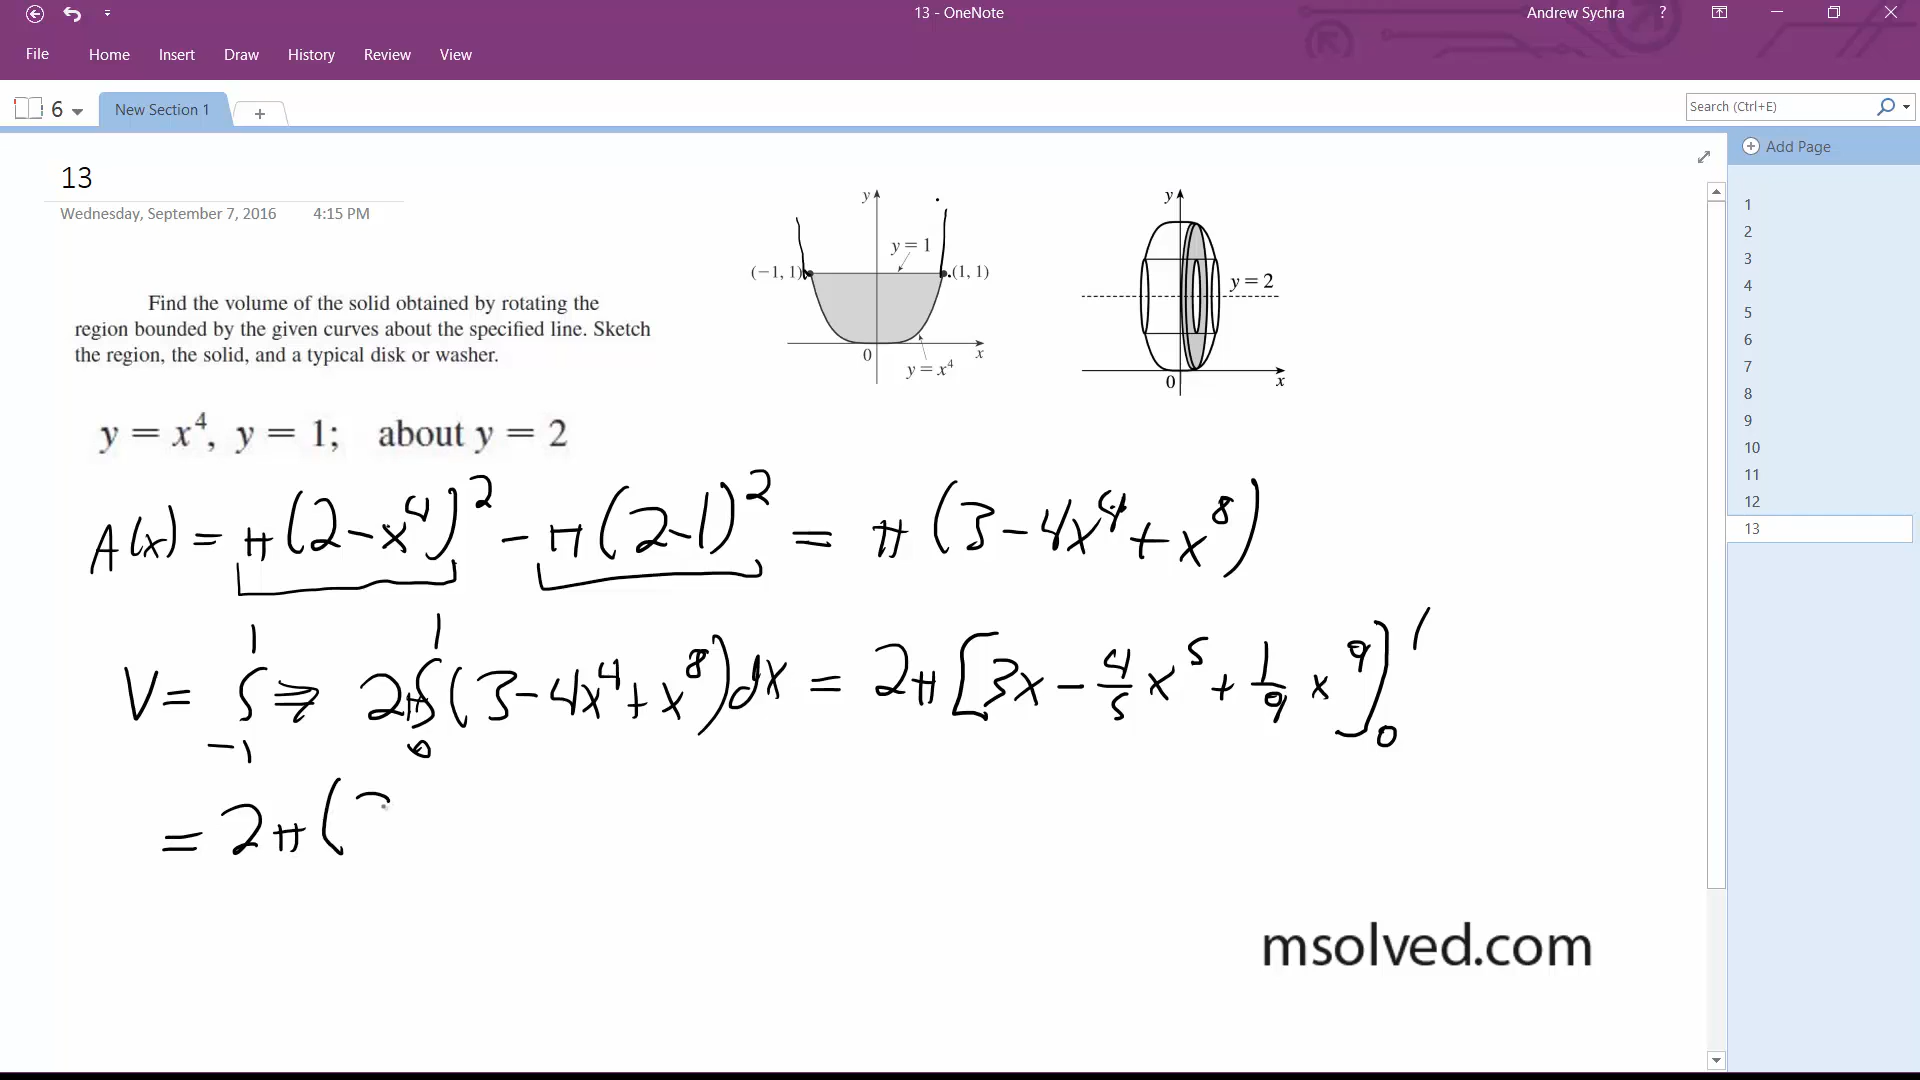 13 - OneNote
Andrew Sychra
?
File Home Insert Draw History Review View
6
New Section 1
+
Search (Ctrl+E)
Add Page
13
Wednesday, September 7, 2016 4:15 PM
Find the volume of the solid obtained by rotating the
region bounded by the given curves about the specified line. Sketch
the region, the solid, and a typical disk or washer.
y = x⁴, y = 1; about y = 2
y
y = 1
(−1, 1)
(1, 1)
0
x
y = x⁴
y
y = 2
0
x
A(x) = π(2-x⁴)² - π(2-1)² = π(3-4x⁴+x⁸)
V = ∫₋₁¹ ⇒ 2π∫₀¹(3-4x⁴+x⁸)dx = 2π[3x - 4/5 x⁵ + 1/9 x⁹]₀¹
= 2π(
msolved.com
1
2
3
4
5
6
7
8
9
10
11
12
13